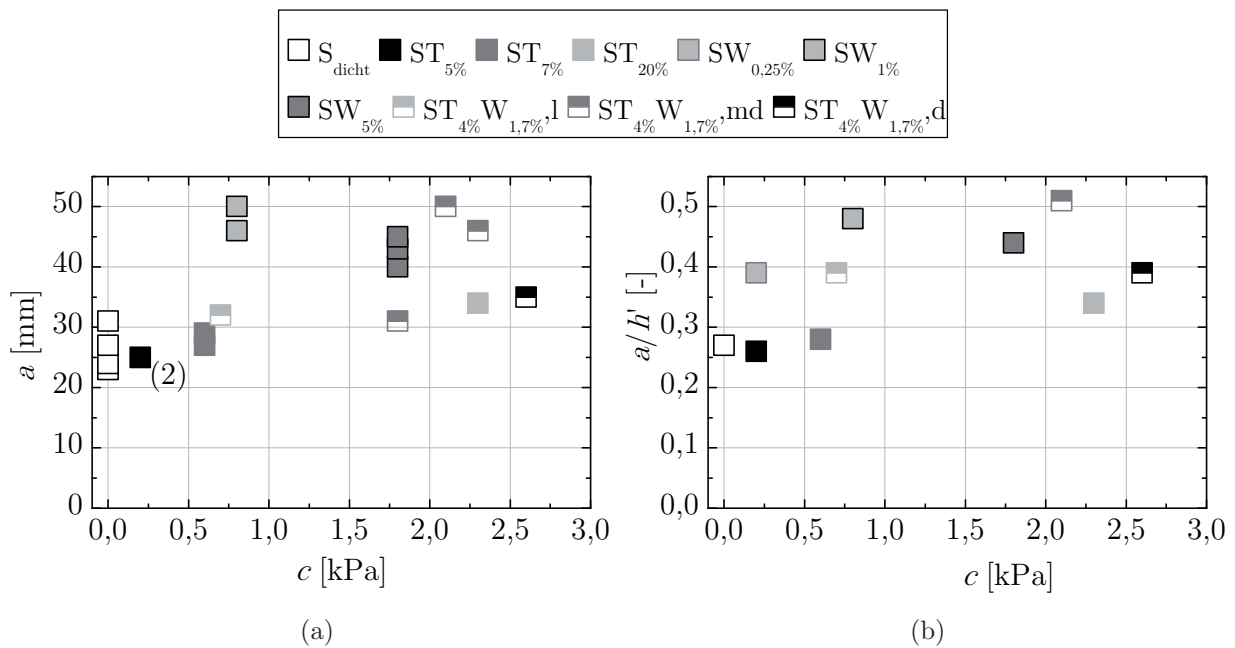 S_dicht ST_5% ST_7% ST_20% SW_0,25% SW_1%
SW_5% ST_4%W_1,7%,l ST_4%W_1,7%,md ST_4%W_1,7%,d
50
40
30
20
10
0
a [mm]
(2)
0,0 0,5 1,0 1,5 2,0 2,5 3,0
c [kPa]
(a)
0,5
0,4
0,3
0,2
0,1
0,0
a/h' [-]
0,0 0,5 1,0 1,5 2,0 2,5 3,0
c [kPa]
(b)